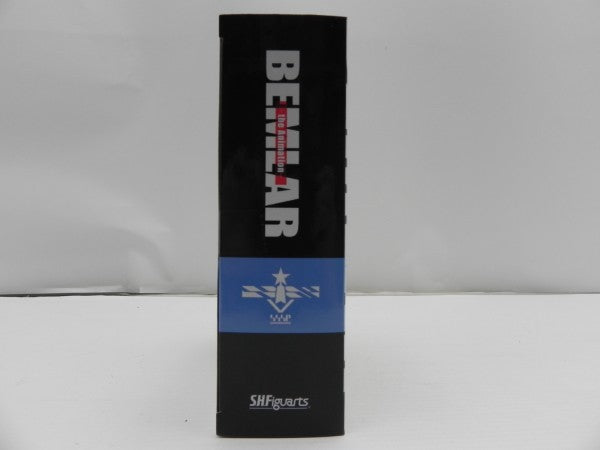 BEMLAR
the Animation
S.H.Figuarts